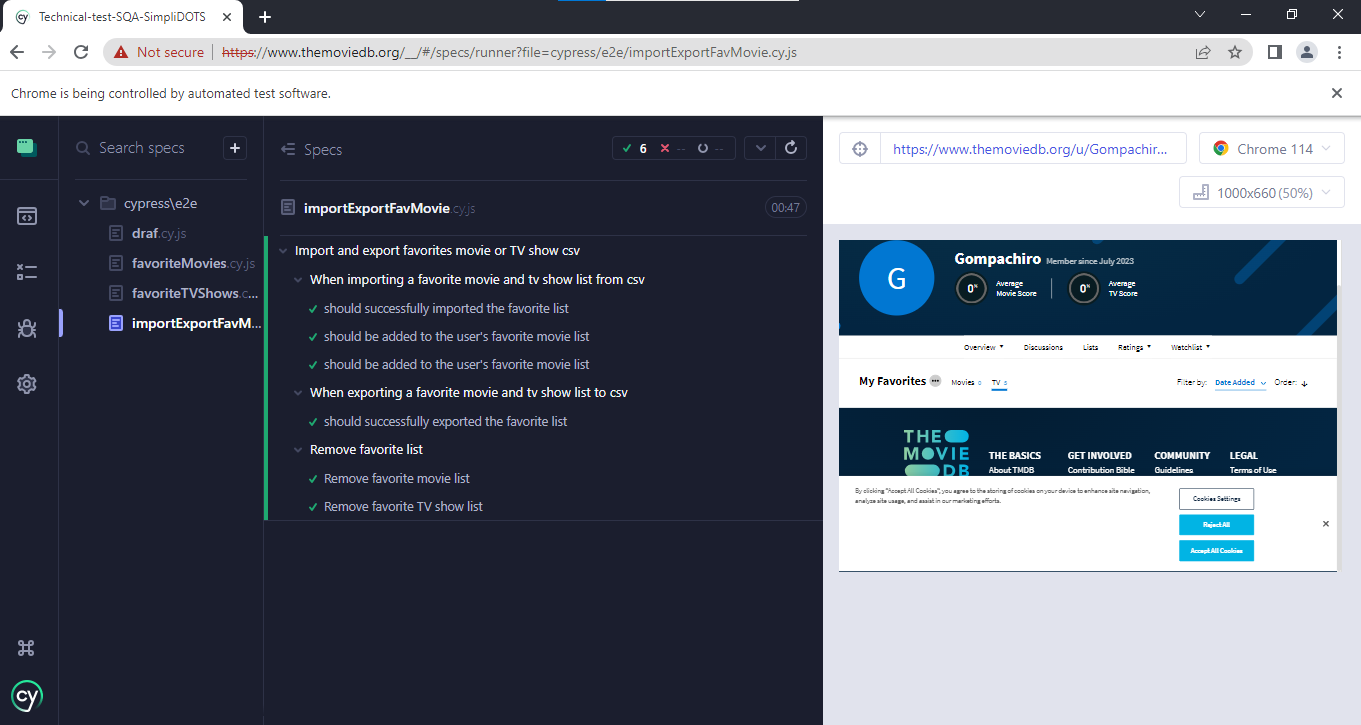 Technical-test-SQA-SimpliDOTS
Not secure https://www.themoviedb.org/__/#/specs/runner?file=cypress/e2e/importExportFavMovie.cy.js
Chrome is being controlled by automated test software.
Search specs
cypress\e2e
draf.cy.js
favoriteMovies.cy.js
favoriteTVShows.c...
importExportFavM...
cy
Specs
6 -- --
importExportFavMovie.cy.js 00:47
Import and export favorites movie or TV show csv
When importing a favorite movie and tv show list from csv
should successfully imported the favorite list
should be added to the user's favorite movie list
should be added to the user's favorite movie list
When exporting a favorite movie and tv show list to csv
should successfully exported the favorite list
Remove favorite list
Remove favorite movie list
Remove favorite TV show list
https://www.themoviedb.org/u/Gompachir...
Chrome 114
1000x660 (50%)
G
Gompachiro Member since July 2023
0% Average Movie Score
0% Average TV Score
Overview Discussions Lists Ratings Watchlist
My Favorites Movies TV Filter by: Date Added Order:
THE MOVIE DB
THE BASICS GET INVOLVED COMMUNITY LEGAL
About TMDB Contribution Bible Guidelines Terms of Use
By clicking "Accept All Cookies", you agree to the storing of cookies on your device to enhance site navigation,
analyze site usage, and assist in our marketing efforts.
Cookies Settings
Reject All
Accept All Cookies